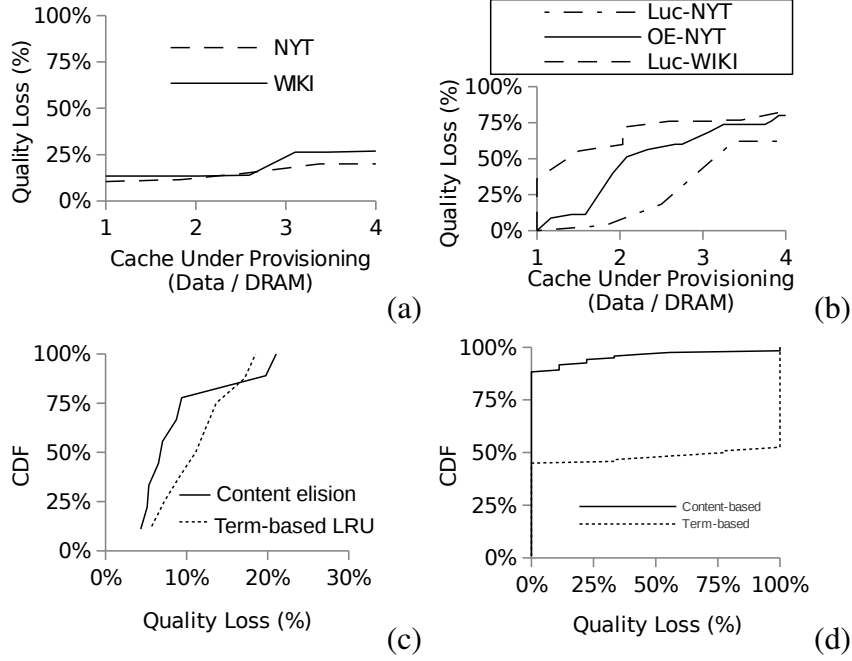 100%
75%
50%
25%
0%
Quality Loss (%)
NYT
WIKI
1 2 3 4
Cache Under Provisioning
(Data / DRAM)
(a)
Luc-NYT
OE-NYT
Luc-WIKI
100%
75%
50%
25%
0%
Quality Loss (%)
1 2 3 4
Cache Under Provisioning
(Data / DRAM)
(b)
100%
75%
50%
25%
0%
CDF
Content elision
Term-based LRU
0% 10% 20% 30%
Quality Loss (%)
(c)
100%
75%
50%
25%
0%
CDF
Content-based
Term-based
0% 25% 50% 75% 100%
Quality Loss (%)
(d)